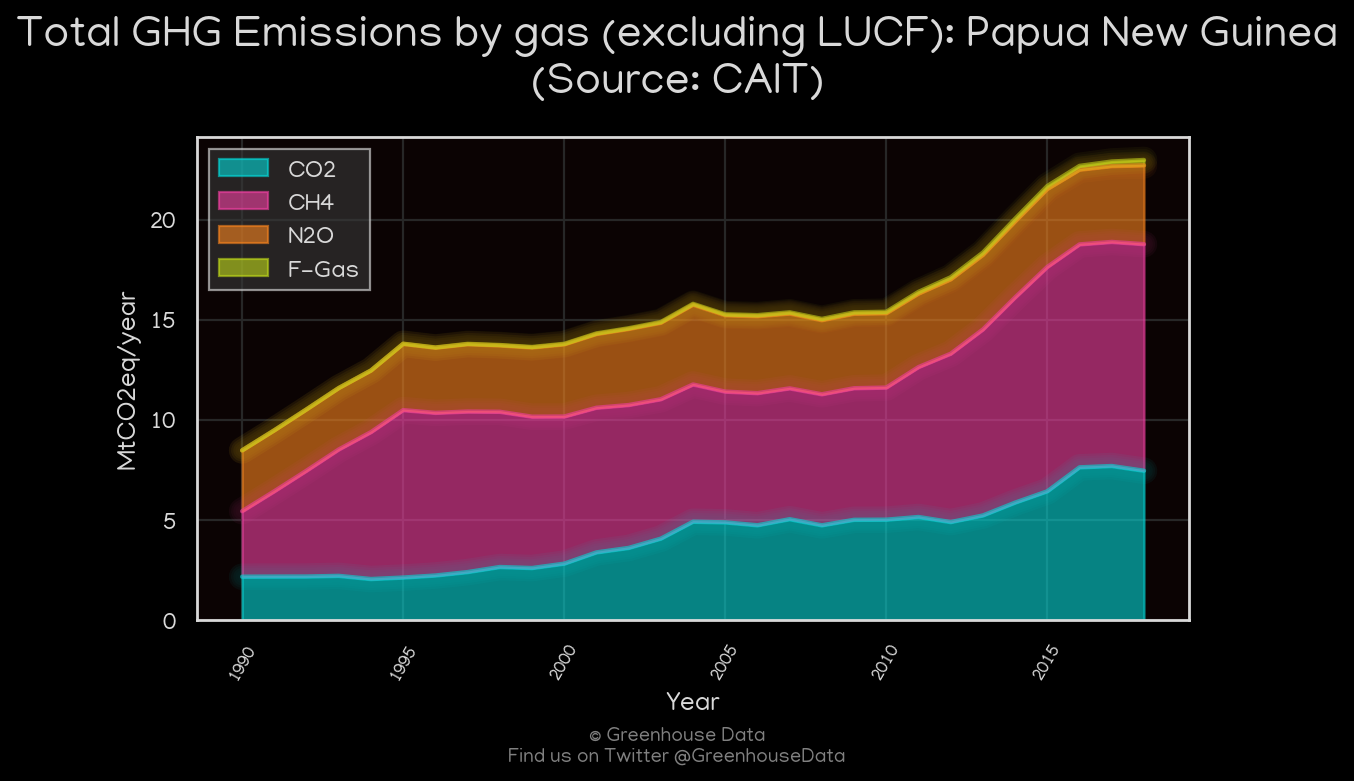 Total GHG Emissions by gas (excluding LUCF): Papua New Guinea
(Source: CAIT)
CO2
CH4
N2O
F-Gas
20
15
10
5
0
MtCO2eq/year
1990
1995
2000
2005
2010
2015
Year
© Greenhouse Data
Find us on Twitter @GreenhouseData